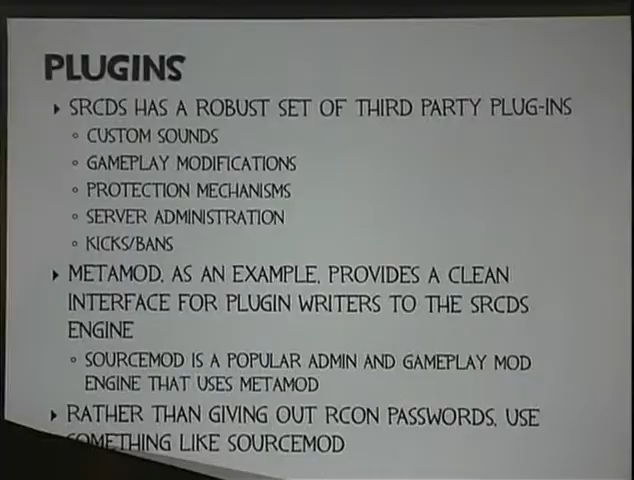 PLUGINS
SRCDS HAS A ROBUST SET OF THIRD PARTY PLUG-INS
CUSTOM SOUNDS
GAMEPLAY MODIFICATIONS
PROTECTION MECHANISMS
SERVER ADMINISTRATION
KICKS/BANS
METAMOD, AS AN EXAMPLE, PROVIDES A CLEAN
INTERFACE FOR PLUGIN WRITERS TO THE SRCDS
ENGINE
SOURCEMOD IS A POPULAR ADMIN AND GAMEPLAY MOD
ENGINE THAT USES METAMOD
RATHER THAN GIVING OUT RCON PASSWORDS, USE
SOMETHING LIKE SOURCEMOD